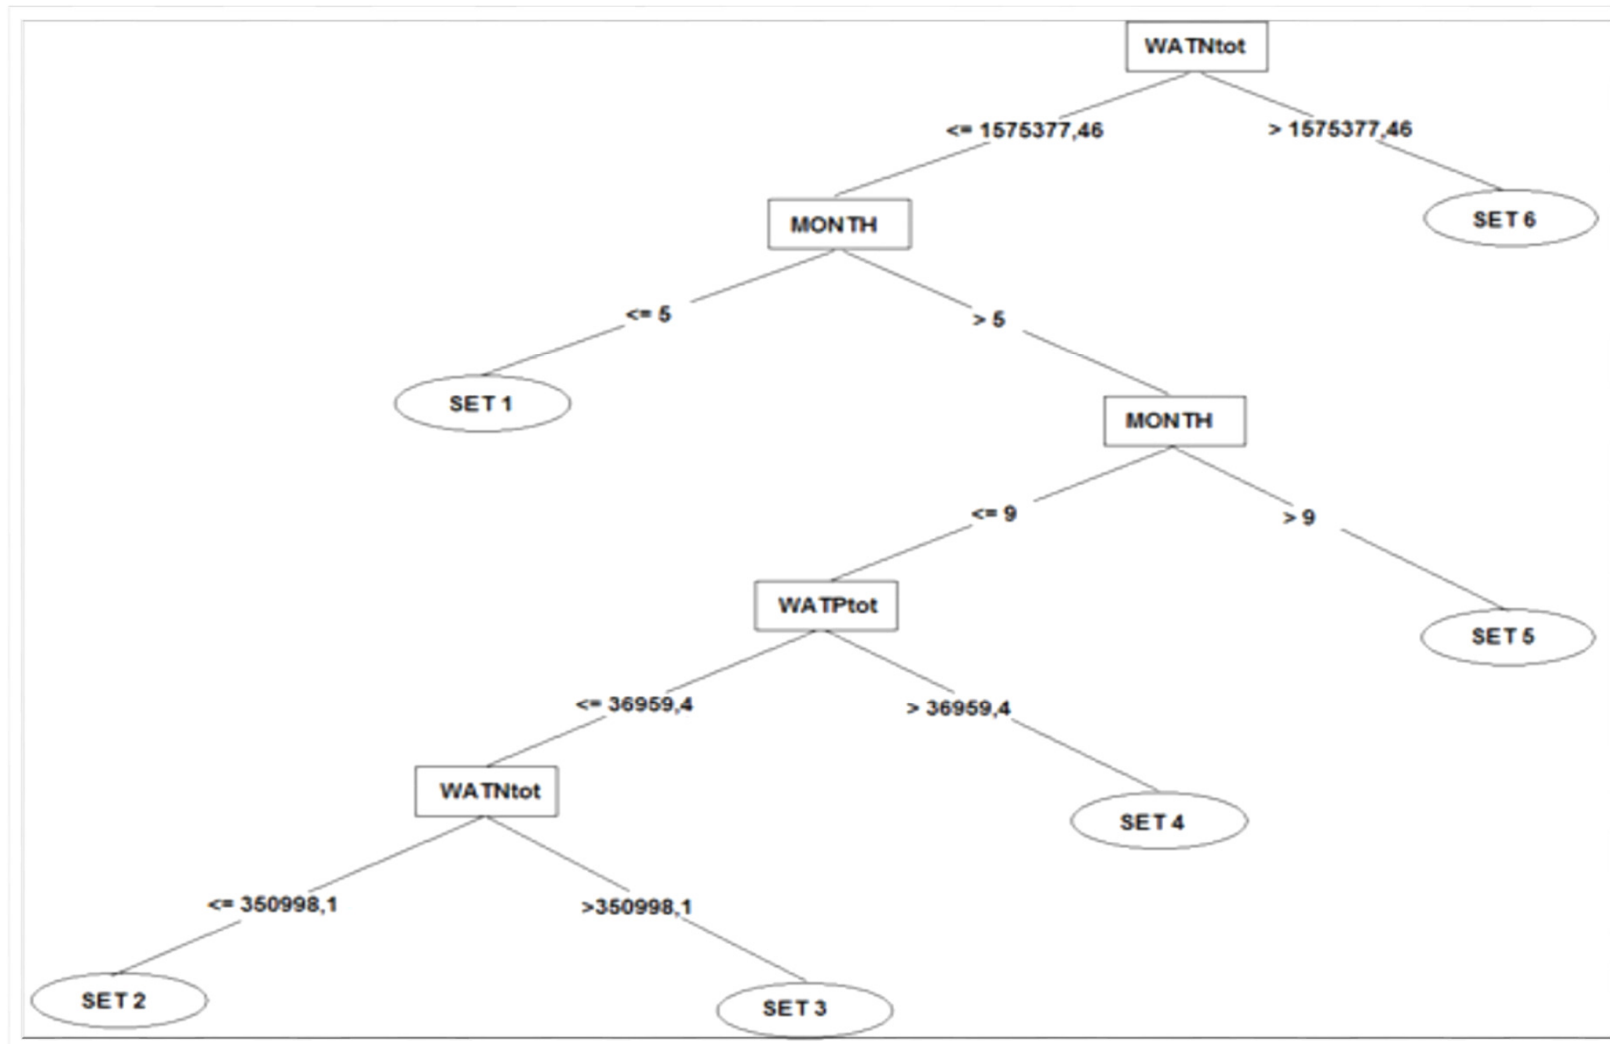 WATNtot
<= 1575377,46
> 1575377,46
MONTH
SET 6
<= 5
> 5
SET 1
MONTH
<= 9
> 9
WATPtot
SET 5
<= 36959,4
> 36959,4
WATNtot
SET 4
<= 350998,1
>350998,1
SET 2
SET 3